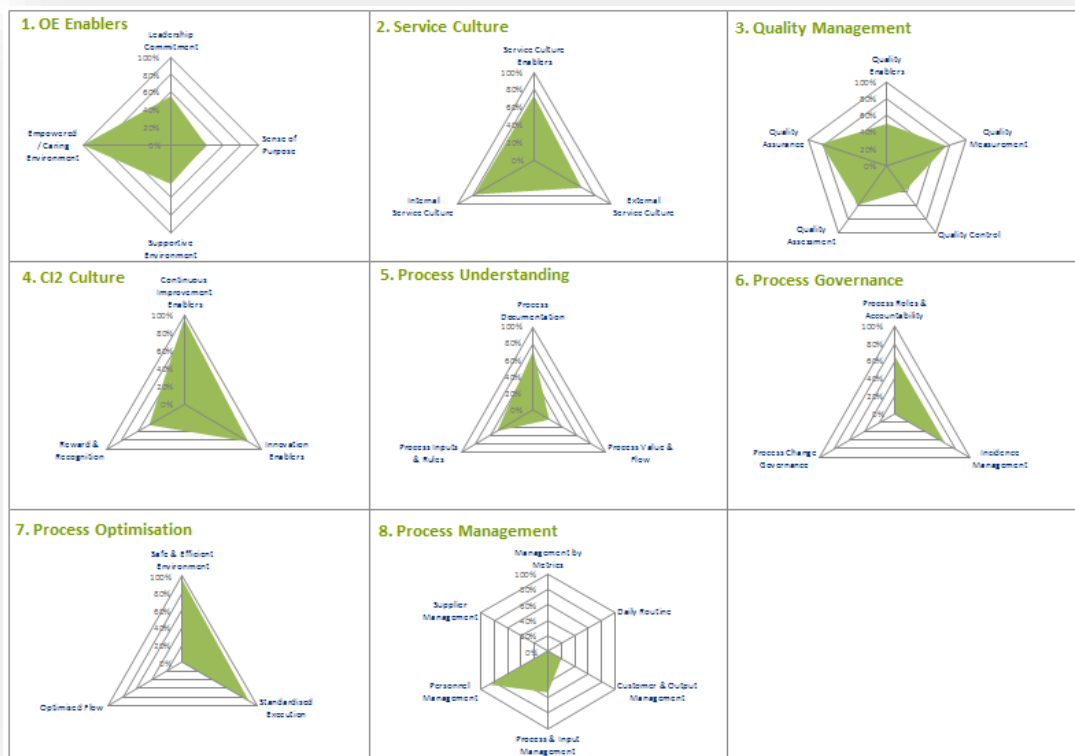 1. OE Enablers
Leadership
Commitment
100%
80%
60%
40%
20%
0%
Empowered
/ Caring
Environment
Sense of
Purpose
Supportive
Environment
2. Service Culture
Service Culture
Enablers
100%
80%
60%
40%
20%
0%
Internal
Service Culture
External
Service Culture
3. Quality Management
Quality
Enablers
100%
80%
60%
40%
20%
0%
Quality
Assurance
Quality
Measurement
Quality
Assessment
Quality Control
4. CI2 Culture
Continuous
Improvement
Enablers
100%
80%
60%
40%
20%
0%
Reward &
Recognition
Innovation
Enablers
5. Process Understanding
Process
Documentation
100%
80%
60%
40%
20%
0%
Process Inputs
& Rules
Process Value &
Flow
6. Process Governance
Process Roles &
Accountability
100%
80%
60%
40%
20%
0%
Process Change
Governance
Incidence
Management
7. Process Optimisation
Safe & Efficient
Environment
100%
80%
60%
40%
20%
0%
Optimised Flow
Standardised
Execution
8. Process Management
Management by
Metrics
100%
80%
60%
40%
20%
0%
Supplier
Management
Daily Routine
Personnel
Management
Customer & Output
Management
Process & Input
Management